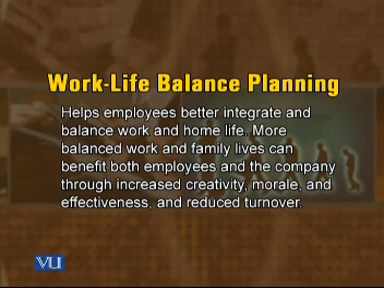 Work-Life Balance Planning
Helps employees better integrate and
balance work and home life. More
balanced work and family lives can
benefit both employees and the company
through increased creativity, morale, and
effectiveness, and reduced turnover.
VU